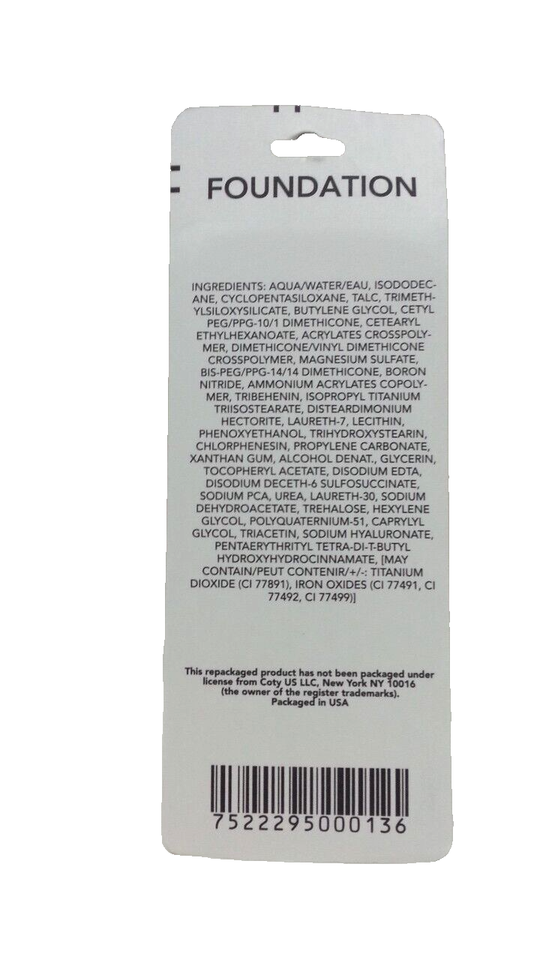 FOUNDATION
INGREDIENTS: AQUA/WATER/EAU, ISODODEC-
ANE, CYCLOPENTASILOXANE, TALC, TRIMETH-
YLSILOXYSILICATE, BUTYLENE GLYCOL, CETYL
PEG/PPG-10/1 DIMETHICONE, CETEARYL
ETHYLHEXANOATE, ACRYLATES CROSSPOLY-
MER, DIMETHICONE/VINYL DIMETHICONE
CROSSPOLYMER, MAGNESIUM SULFATE,
BIS-PEG/PPG-14/14 DIMETHICONE, BORON
NITRIDE, AMMONIUM ACRYLATES COPOLY-
MER, TRIBEHENIN, ISOPROPYL TITANIUM
TRIISOSTEARATE, DISTEARDIMONIUM
HECTORITE, LAURETH-7, LECITHIN,
PHENOXYETHANOL, TRIHYDROXYSTEARIN,
CHLORPHENESIN, PROPYLENE CARBONATE,
XANTHAN GUM, ALCOHOL DENAT., GLYCERIN,
TOCOPHERYL ACETATE, DISODIUM EDTA,
DISODIUM DECETH-6 SULFOSUCCINATE,
SODIUM PCA, UREA, LAURETH-30, SODIUM
DEHYDROACETATE, TREHALOSE, HEXYLENE
GLYCOL, POLYQUATERNIUM-51, CAPRYLYL
GLYCOL, TRIACETIN, SODIUM HYALURONATE,
PENTAERYTHRITYL TETRA-DI-T-BUTYL
HYDROXYHYDROCINNAMATE, [MAY
CONTAIN/PEUT CONTENIR/+/-: TITANIUM
DIOXIDE (CI 77891), IRON OXIDES (CI 77491, CI
77492, CI 77499)]
This repackaged product has not been packaged under
license from Coty US LLC, New York NY 10016
(the owner of the register trademarks).
Packaged in USA
7522295000136